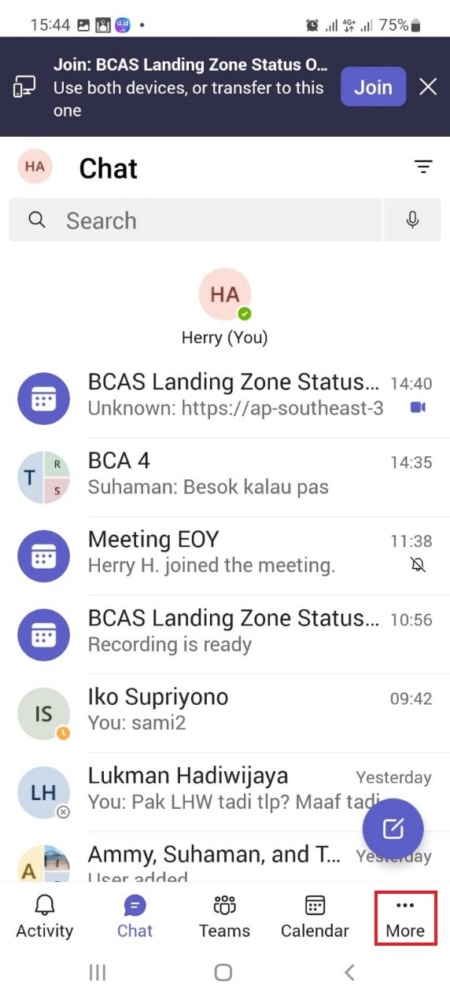 15:44
4G+
75%
Join: BCAS Landing Zone Status O...
Use both devices, or transfer to this
one
Join
HA
Chat
Search
HA
Herry (You)
BCAS Landing Zone Status... 14:40
Unknown: https://ap-southeast-3
T R S
BCA 4 14:35
Suhaman: Besok kalau pas
Meeting EOY 11:38
Herry H. joined the meeting.
BCAS Landing Zone Status... 10:56
Recording is ready
IS
Iko Supriyono 09:42
You: sami2
LH
Lukman Hadiwijaya Yesterday
You: Pak LHW tadi tlp? Maaf tadi
A
Ammy, Suhaman, and T... Yesterday
User added
Activity Chat Teams Calendar More